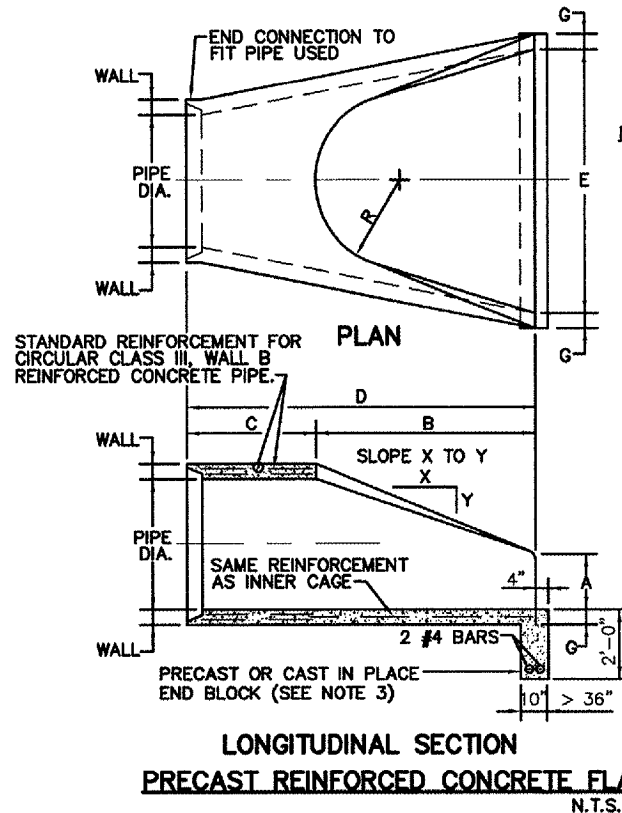 G
END CONNECTION TO
FIT PIPE USED
WALL
PIPE
DIA.
E
R
WALL
PLAN
G
STANDARD REINFORCEMENT FOR
CIRCULAR CLASS III, WALL B
REINFORCED CONCRETE PIPE.
D
C
B
WALL
SLOPE X TO Y
X
Y
PIPE
DIA.
SAME REINFORCEMENT
AS INNER CAGE
4"
A
2 #4 BARS
G
2'-0"
WALL
PRECAST OR CAST IN PLACE
END BLOCK (SEE NOTE 3)
10" > 36"
LONGITUDINAL SECTION
PRECAST REINFORCED CONCRETE FLA
N.T.S.